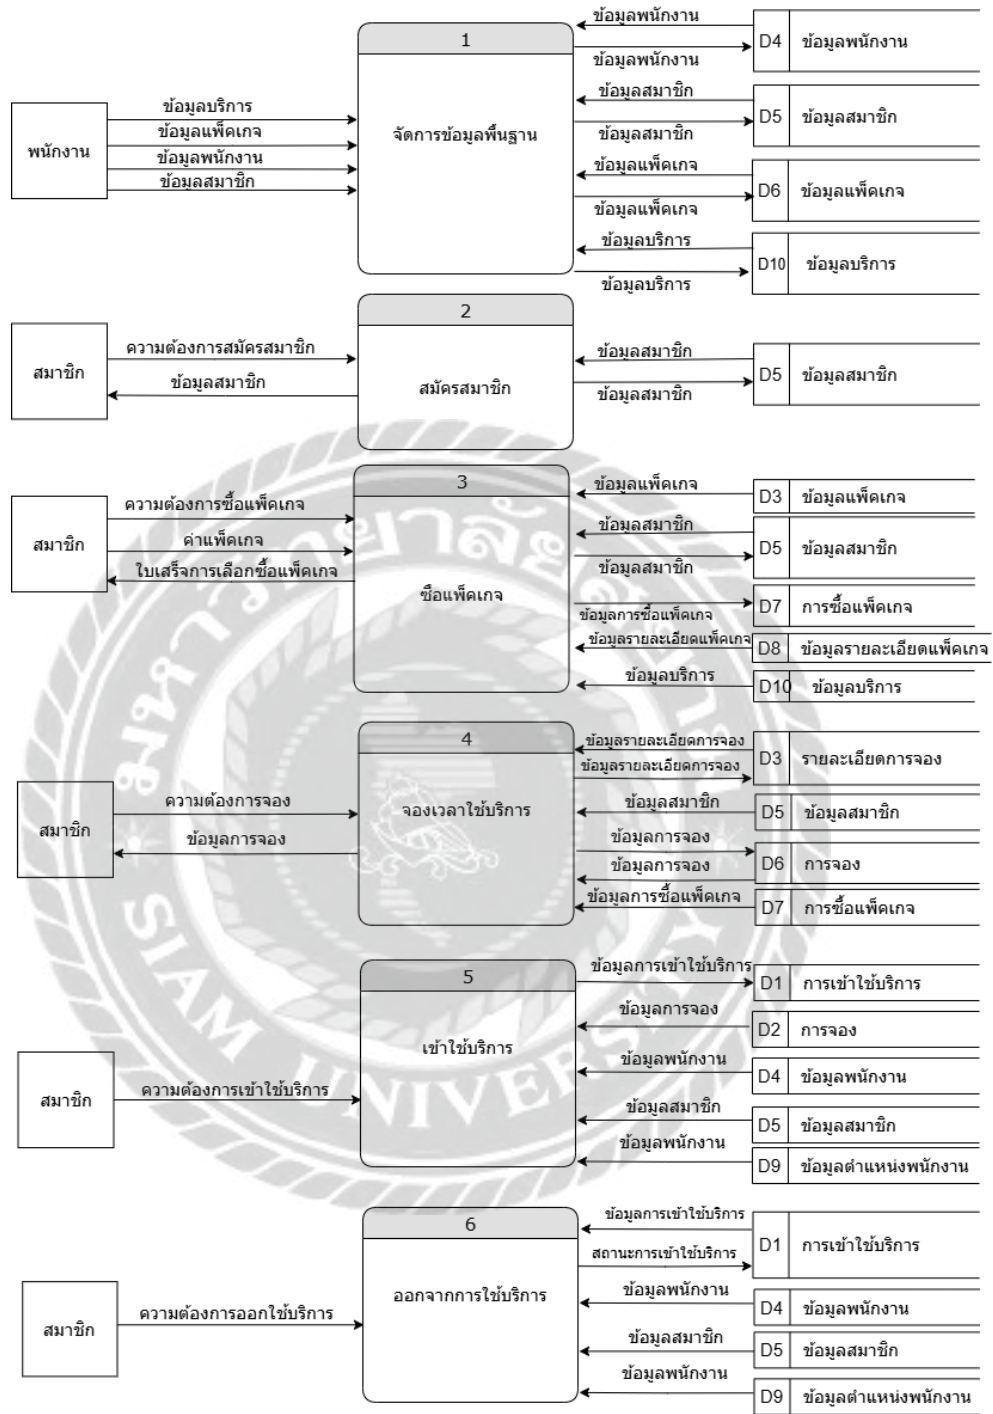 1
จัดการข้อมูลพื้นฐาน
พนักงาน
ข้อมูลบริการ
ข้อมูลแพ็คเกจ
ข้อมูลพนักงาน
ข้อมูลสมาชิก
ข้อมูลพนักงาน
ข้อมูลพนักงาน
D4 ข้อมูลพนักงาน
ข้อมูลสมาชิก
ข้อมูลสมาชิก
D5 ข้อมูลสมาชิก
ข้อมูลแพ็คเกจ
ข้อมูลแพ็คเกจ
D6 ข้อมูลแพ็คเกจ
ข้อมูลบริการ
ข้อมูลบริการ
D10 ข้อมูลบริการ
2
สมัครสมาชิก
สมาชิก
ความต้องการสมัครสมาชิก
ข้อมูลสมาชิก
ข้อมูลสมาชิก
ข้อมูลสมาชิก
D5 ข้อมูลสมาชิก
3
ซื้อแพ็คเกจ
สมาชิก
ความต้องการซื้อแพ็คเกจ
ค่าแพ็คเกจ
ใบเสร็จการเลือกซื้อแพ็คเกจ
ข้อมูลแพ็คเกจ
D3 ข้อมูลแพ็คเกจ
ข้อมูลสมาชิก
ข้อมูลสมาชิก
D5 ข้อมูลสมาชิก
ข้อมูลการซื้อแพ็คเกจ
D7 การซื้อแพ็คเกจ
ข้อมูลรายละเอียดแพ็คเกจ
D8 ข้อมูลรายละเอียดแพ็คเกจ
ข้อมูลบริการ
D10 ข้อมูลบริการ
4
จองเวลาใช้บริการ
สมาชิก
ความต้องการจอง
ข้อมูลการจอง
ข้อมูลรายละเอียดการจอง
ข้อมูลรายละเอียดการจอง
D3 รายละเอียดการจอง
ข้อมูลสมาชิก
D5 ข้อมูลสมาชิก
ข้อมูลการจอง
ข้อมูลการจอง
D6 การจอง
ข้อมูลการซื้อแพ็คเกจ
D7 การซื้อแพ็คเกจ
5
เข้าใช้บริการ
สมาชิก
ความต้องการเข้าใช้บริการ
ข้อมูลการเข้าใช้บริการ
D1 การเข้าใช้บริการ
ข้อมูลการจอง
D2 การจอง
ข้อมูลพนักงาน
D4 ข้อมูลพนักงาน
ข้อมูลสมาชิก
D5 ข้อมูลสมาชิก
ข้อมูลพนักงาน
D9 ข้อมูลตำแหน่งพนักงาน
6
ออกจากการใช้บริการ
สมาชิก
ความต้องการออกใช้บริการ
ข้อมูลการเข้าใช้บริการ
สถานะการเข้าใช้บริการ
D1 การเข้าใช้บริการ
ข้อมูลพนักงาน
D4 ข้อมูลพนักงาน
ข้อมูลสมาชิก
D5 ข้อมูลสมาชิก
ข้อมูลพนักงาน
D9 ข้อมูลตำแหน่งพนักงาน
มหาวิทยาลัยสยาม
SIAM UNIVERSITY